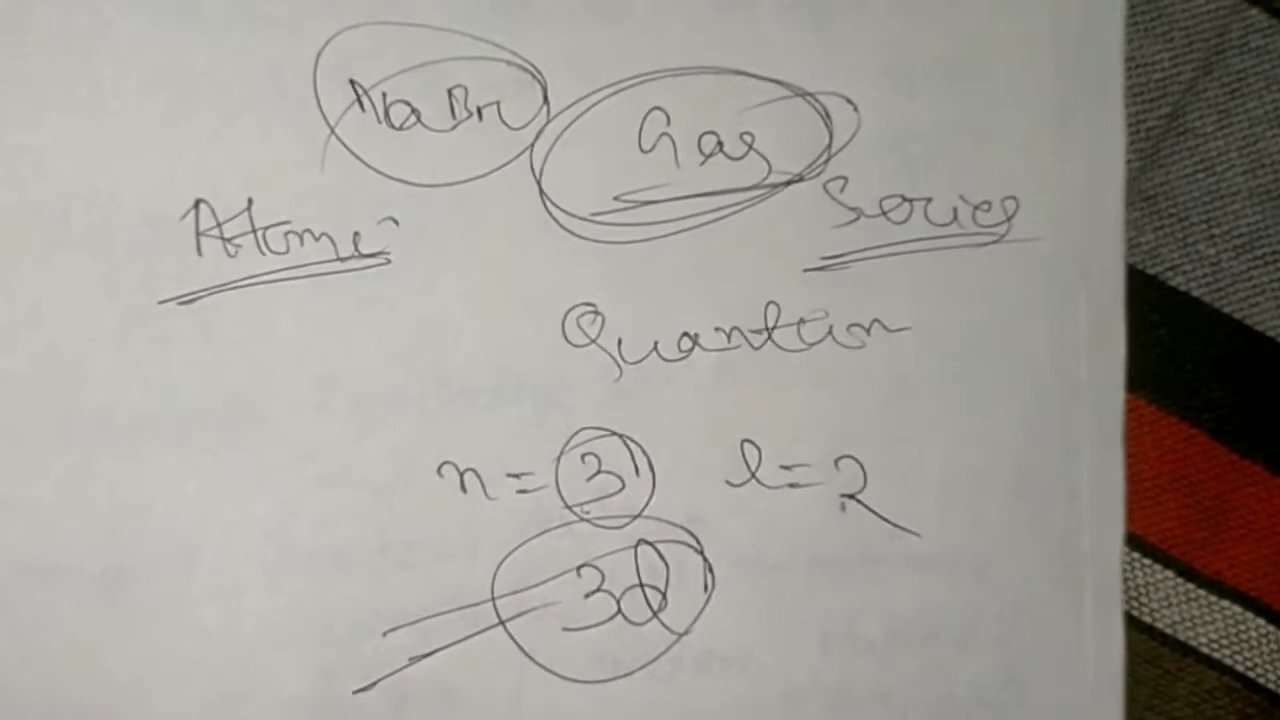 NaBr Gas
Atomic Series
Quantum
n = 3 l = 2
3d